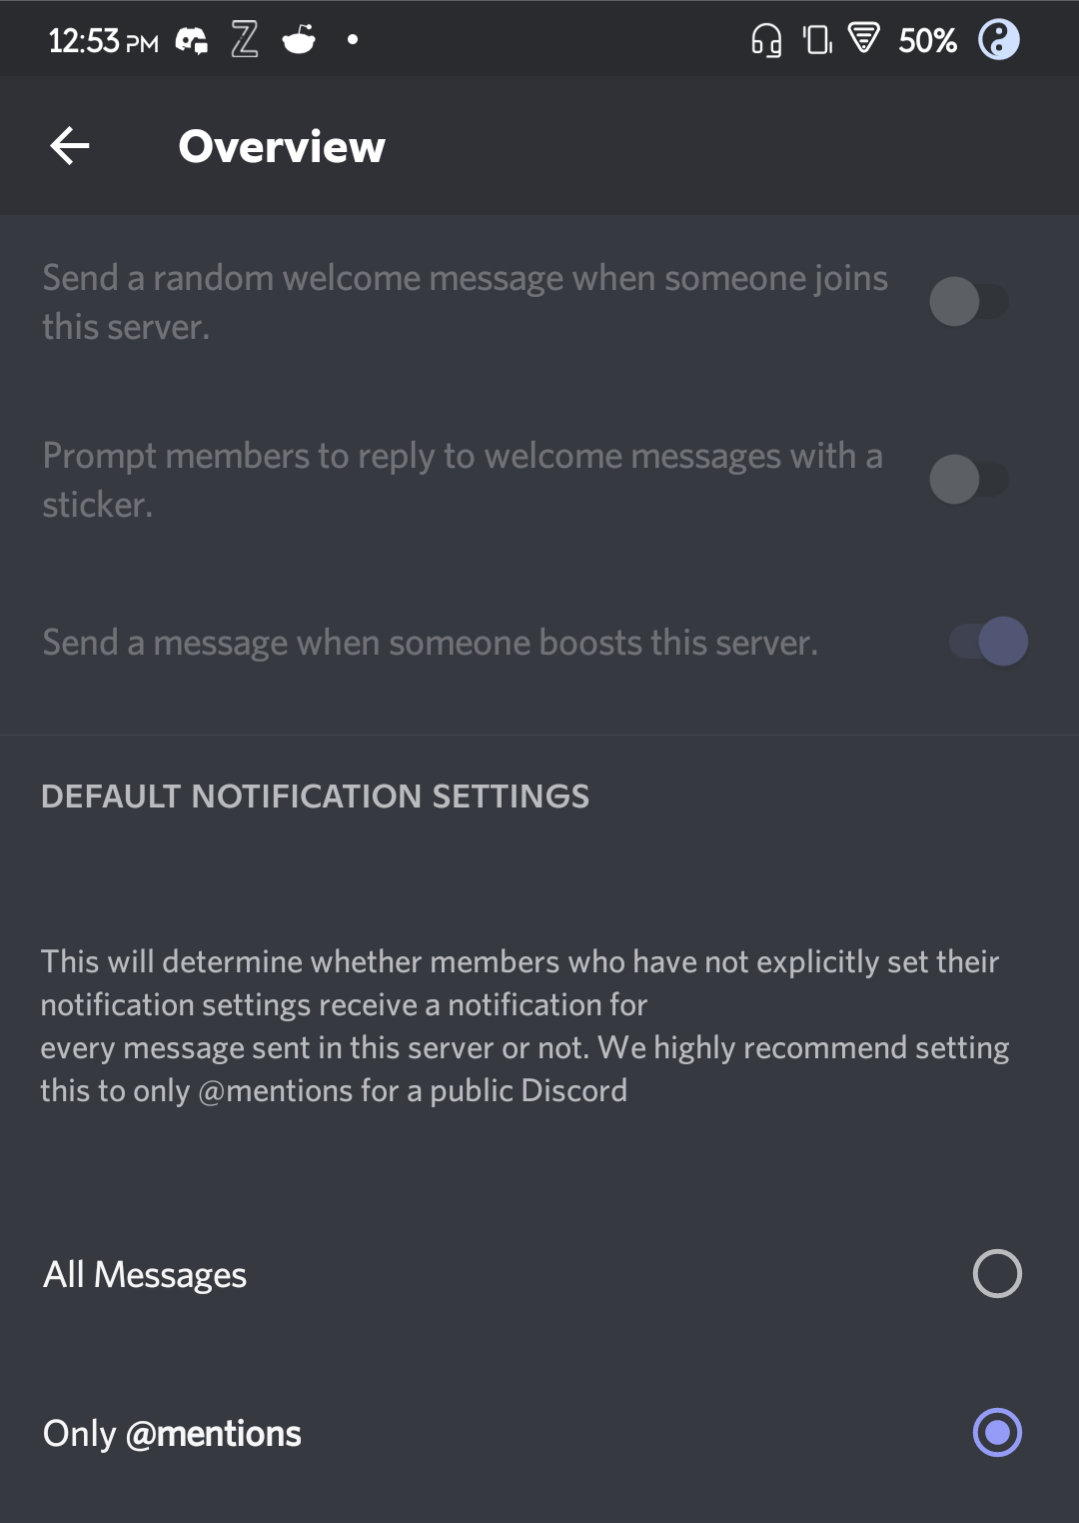 12:53 PM
50%
Overview
Send a random welcome message when someone joins
this server.
Prompt members to reply to welcome messages with a
sticker.
Send a message when someone boosts this server.
DEFAULT NOTIFICATION SETTINGS
This will determine whether members who have not explicitly set their
notification settings receive a notification for
every message sent in this server or not. We highly recommend setting
this to only @mentions for a public Discord
All Messages
Only @mentions